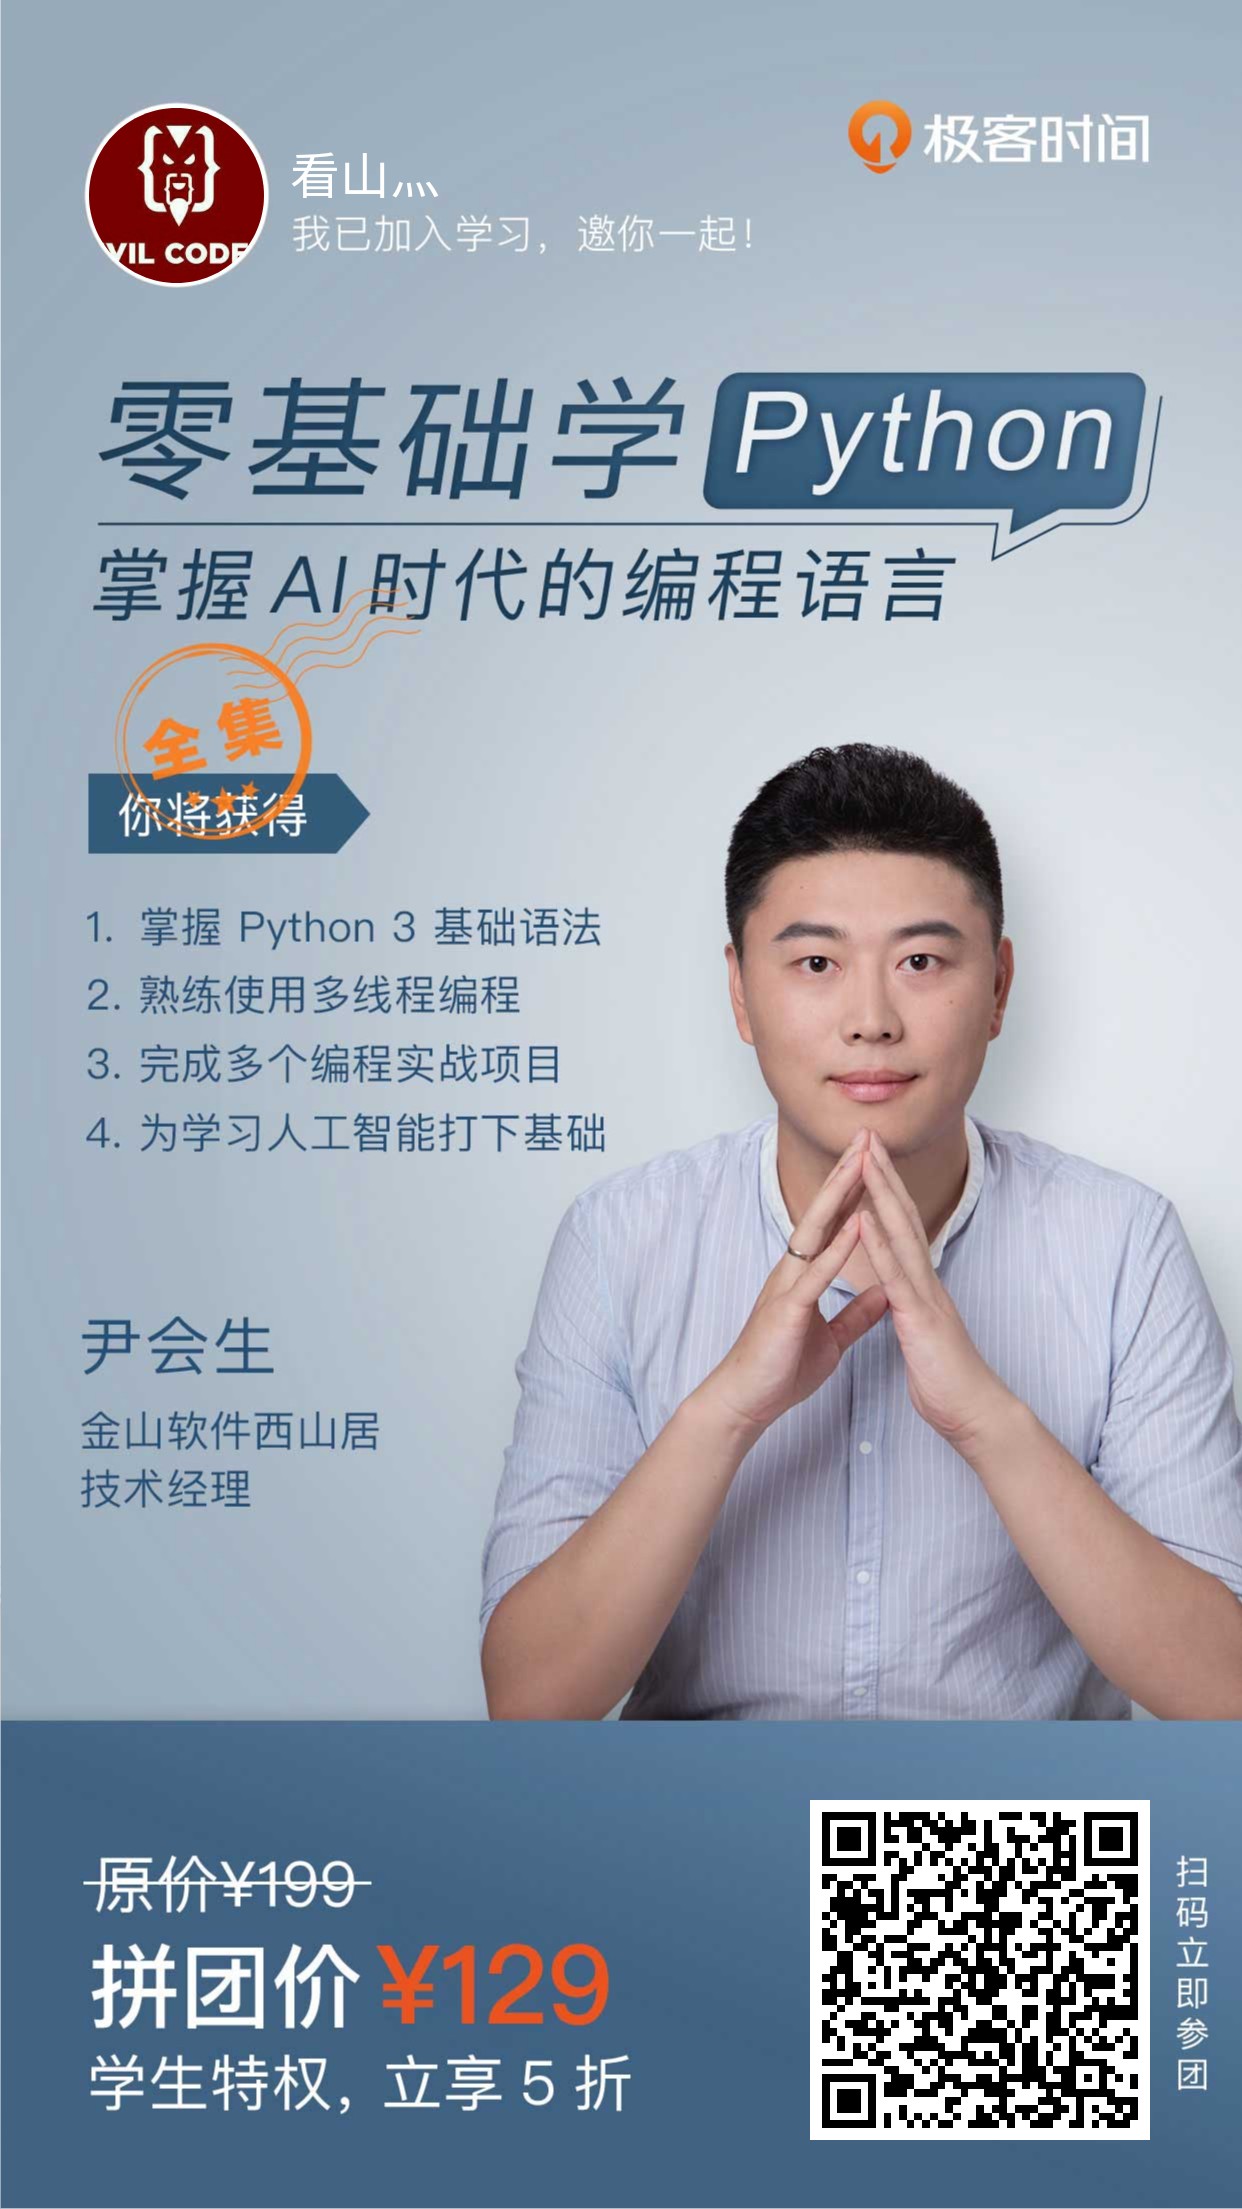 极客时间
VIL CODE
看山灬
我已加入学习，邀你一起！
零基础学 Python
掌握AI时代的编程语言
全集
你将获得
1. 掌握 Python 3 基础语法
2. 熟练使用多线程编程
3. 完成多个编程实战项目
4. 为学习人工智能打下基础
尹会生
金山软件西山居
技术经理
原价¥199
拼团价 ¥129
学生特权，立享 5 折
扫码立即参团